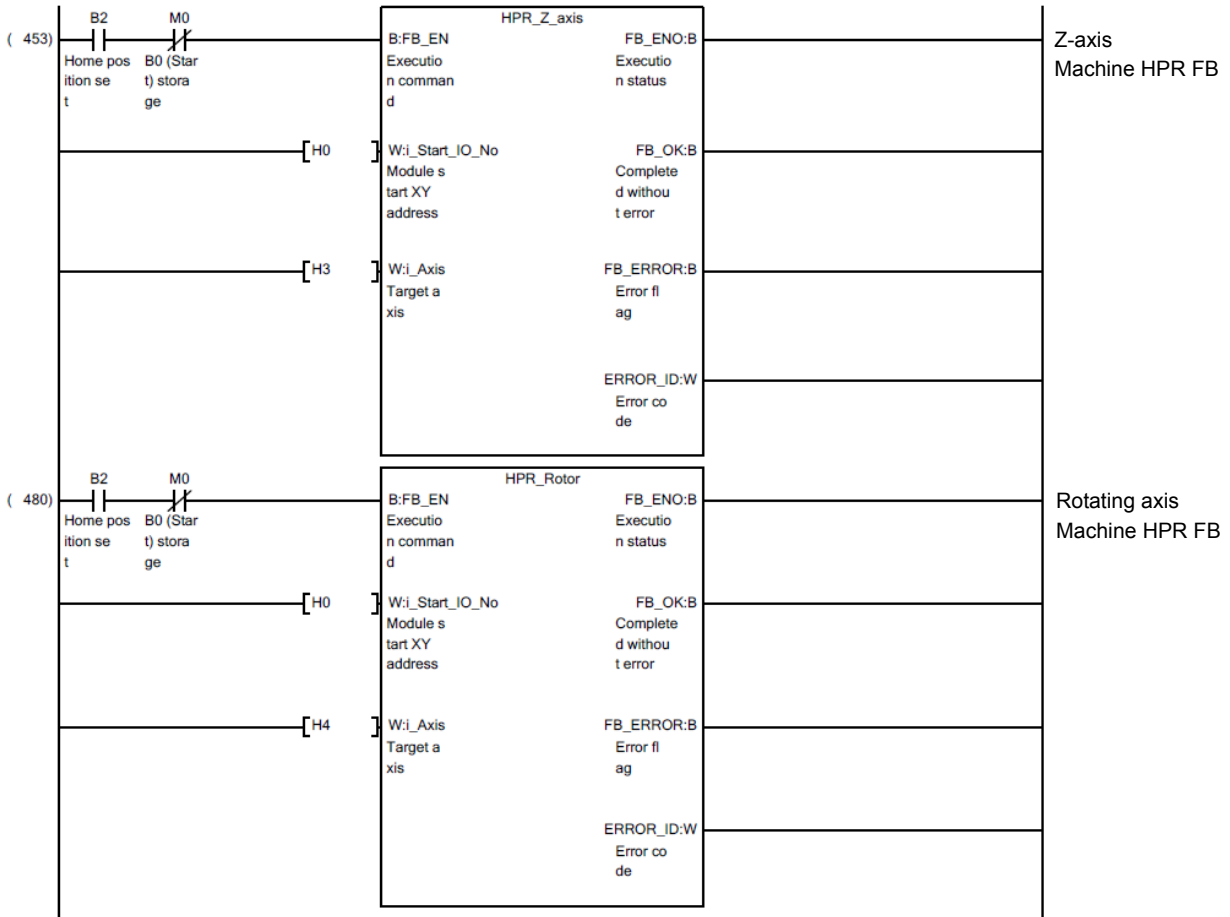 B2 M0 HPR_Z_axis
( 453) B:FB_EN FB_ENO:B Z-axis
Home pos B0 (Star Executio Executio Machine HPR FB
ition se t) stora n comman n status
t ge d
H0 W:i_Start_IO_No FB_OK:B
Module s Complete
tart XY d withou
address t error
H3 W:i_Axis FB_ERROR:B
Target a Error fl
xis ag
ERROR_ID:W
Error co
de
B2 M0 HPR_Rotor
( 480) B:FB_EN FB_ENO:B Rotating axis
Home pos B0 (Star Executio Executio Machine HPR FB
ition se t) stora n comman n status
t ge d
H0 W:i_Start_IO_No FB_OK:B
Module s Complete
tart XY d withou
address t error
H4 W:i_Axis FB_ERROR:B
Target a Error fl
xis ag
ERROR_ID:W
Error co
de